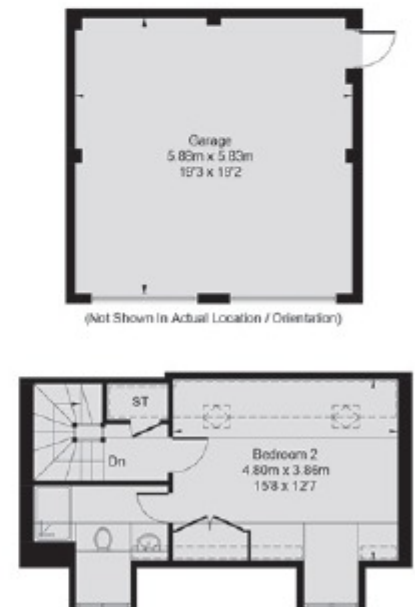 Garage
5.88m x 5.83m
19'3 x 19'2
(Not Shown In Actual Location / Orientation)
ST
Dn
Bedroom 2
4.80m x 3.86m
15'8 x 12'7